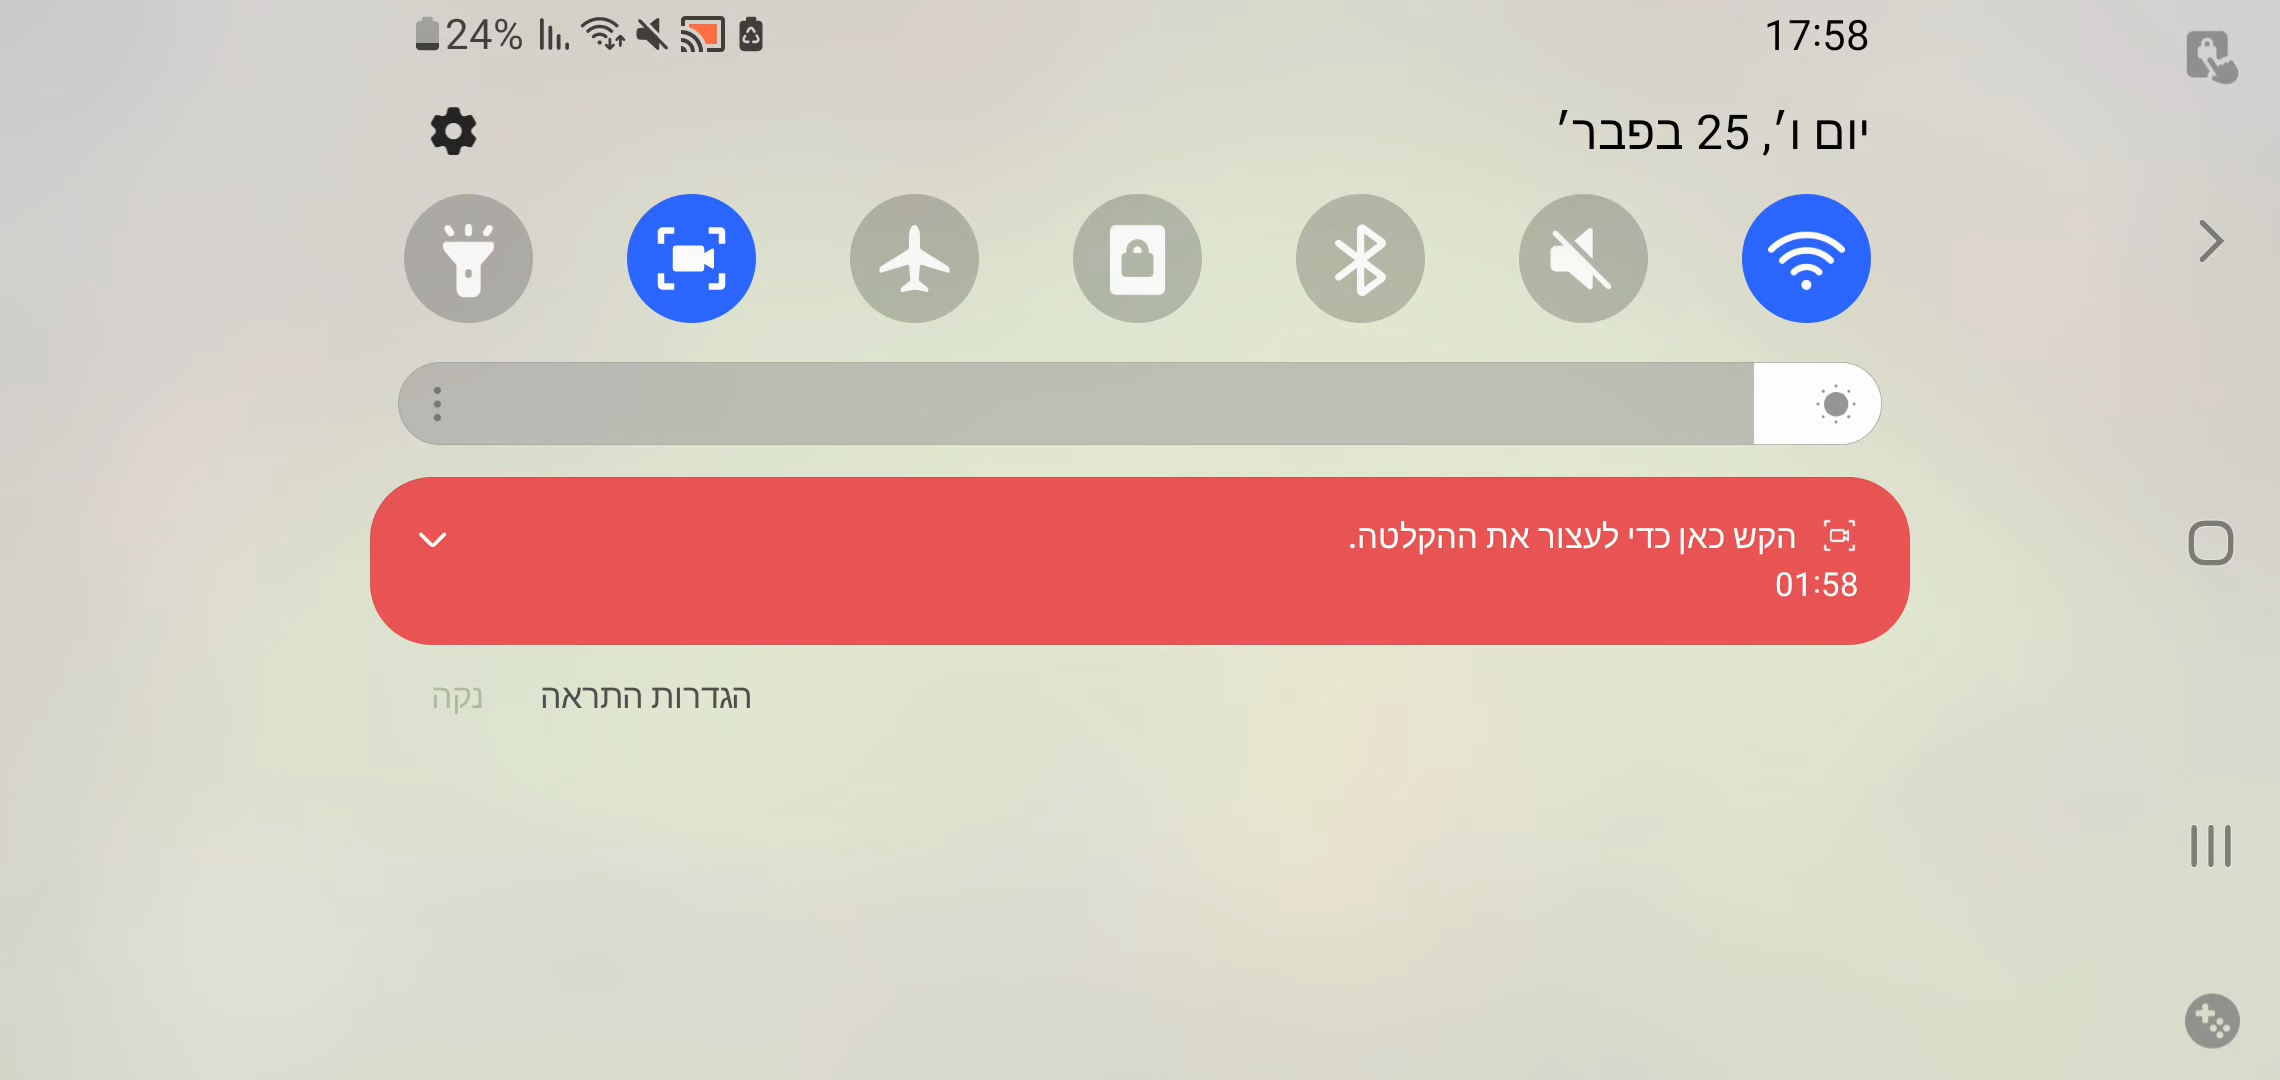 24%
17:58
יום ו׳, 25 בפבר׳
הקש כאן כדי לעצור את ההקלטה.
01:58
הגדרות התראה
נקה